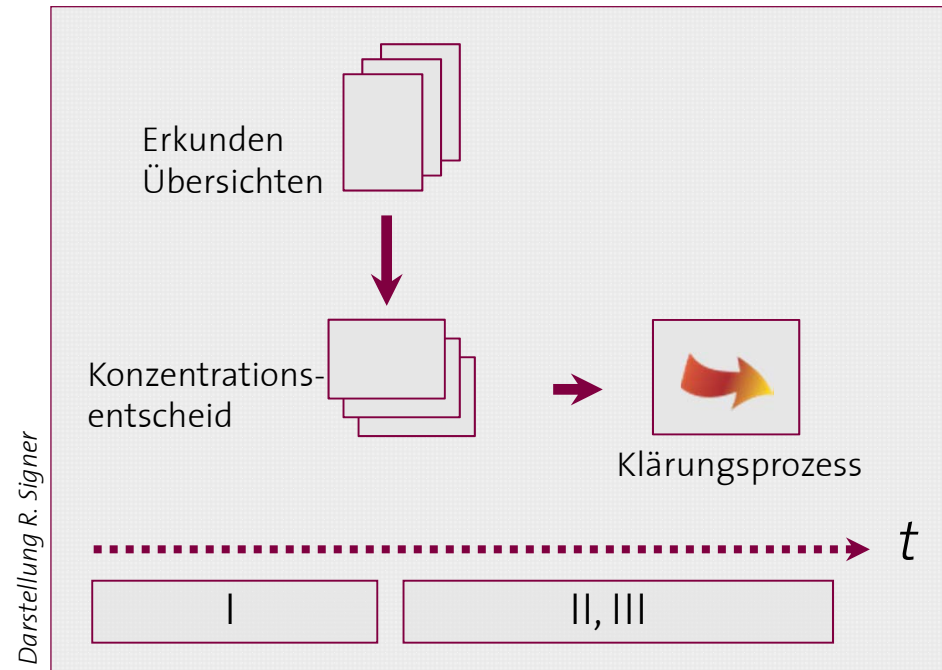 Erkunden
Übersichten
Konzentrations-
entscheid
Klärungsprozess
t
I
II, III
Darstellung R. Signer